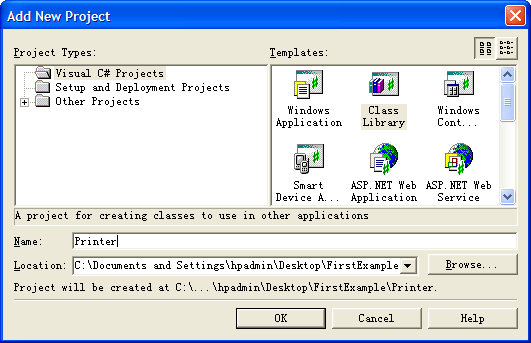 Add New Project
Project Types:
Templates:
Visual C# Projects
Setup and Deployment Projects
Other Projects
Windows Application
Class Library
Windows Cont...
Smart Device A...
ASP.NET Web Application
ASP.NET Web Service
A project for creating classes to use in other applications
Name:
Printer
Location:
C:\Documents and Settings\hpadmin\Desktop\FirstExample
Browse...
Project will be created at C:\...\hpadmin\Desktop\FirstExample\Printer.
OK
Cancel
Help